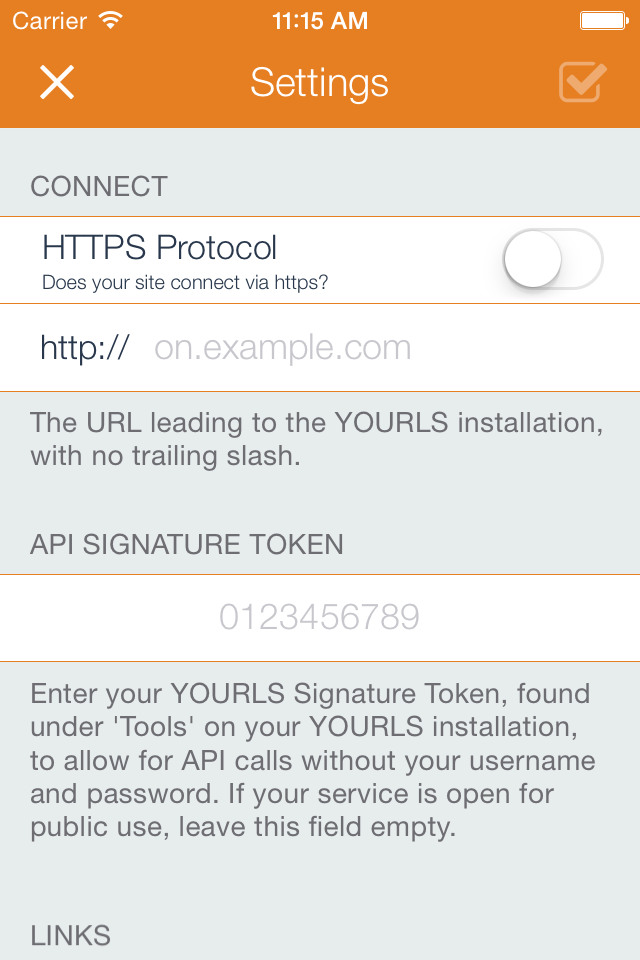 Carrier 11:15 AM
Settings
CONNECT
HTTPS Protocol
Does your site connect via https?
http:// on.example.com
The URL leading to the YOURLS installation,
with no trailing slash.
API SIGNATURE TOKEN
0123456789
Enter your YOURLS Signature Token, found
under 'Tools' on your YOURLS installation,
to allow for API calls without your username
and password. If your service is open for
public use, leave this field empty.
LINKS